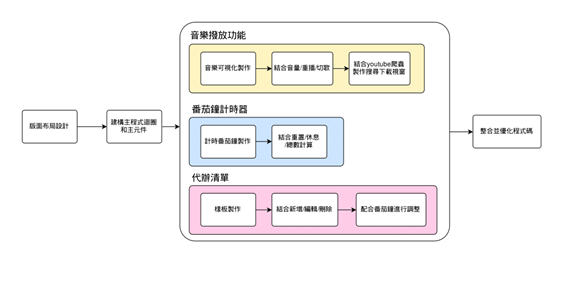 音樂撥放功能
音樂可視化製作
結合音量/重播/切歌
結合youtube爬蟲
製作搜尋下載視窗
番茄鐘計時器
版面布局設計
建構主程式迴圈
和主元件
計時番茄鐘製作
結合重置/休息
/總數計算
整合並優化程式碼
代辦清單
樣板製作
結合新增/編輯/刪除
配合番茄鐘進行調整